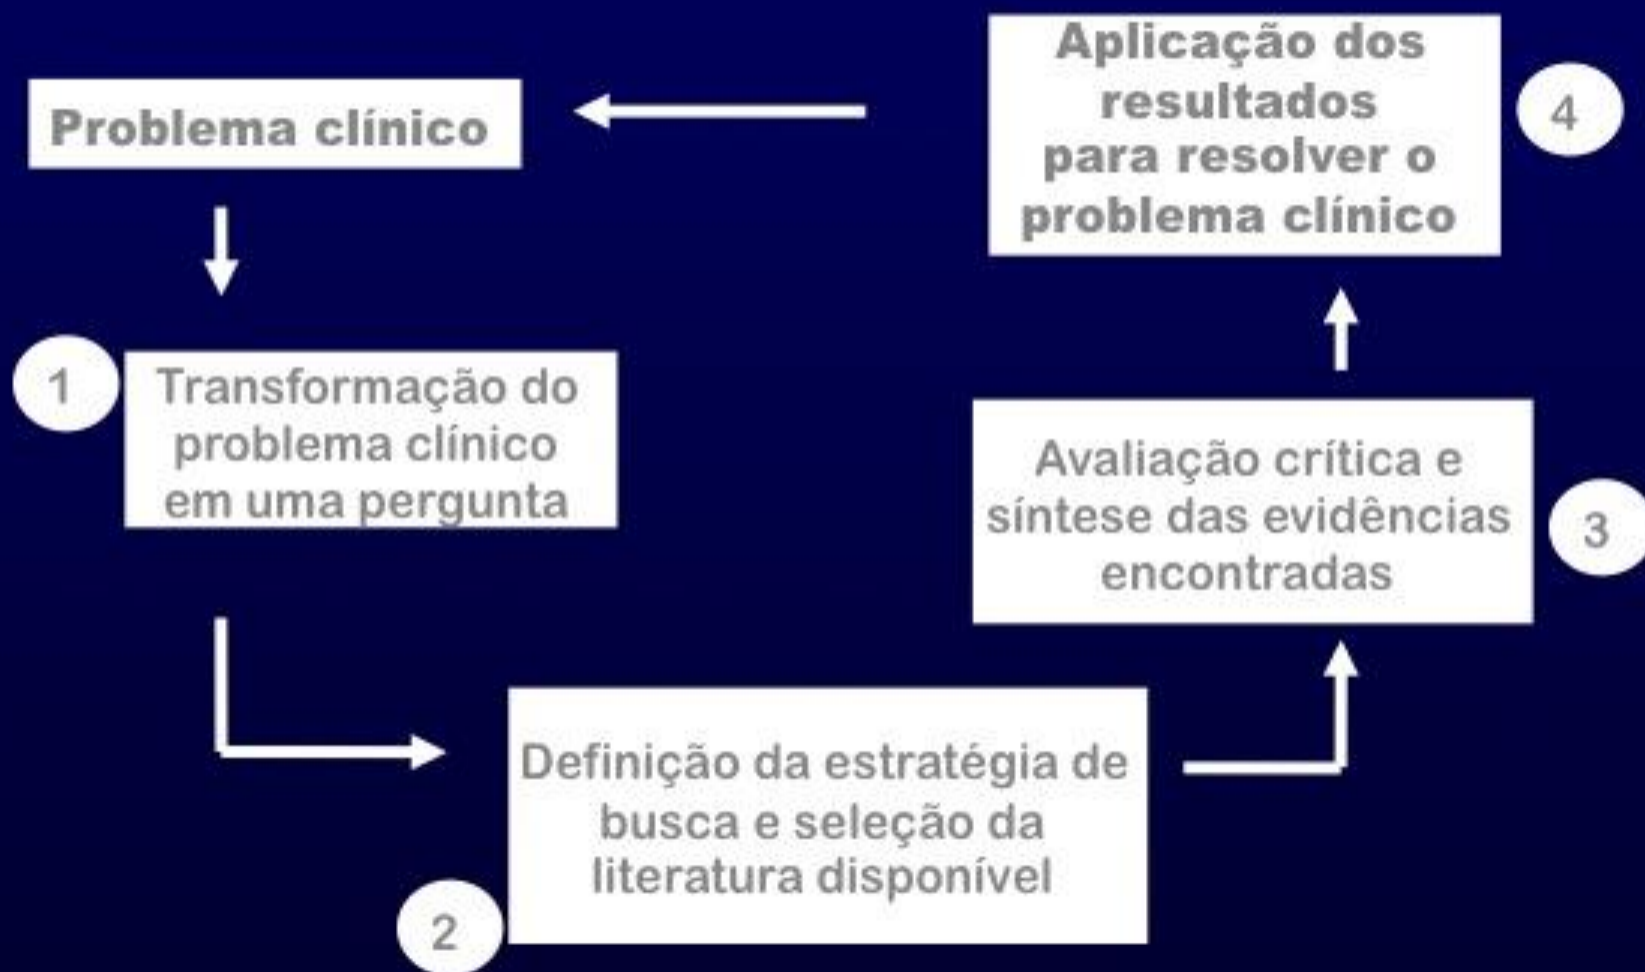 Problema clínico
1
Transformação do
problema clínico
em uma pergunta
2
Definição da estratégia de
busca e seleção da
literatura disponível
3
Avaliação crítica e
síntese das evidências
encontradas
4
Aplicação dos
resultados
para resolver o
problema clínico